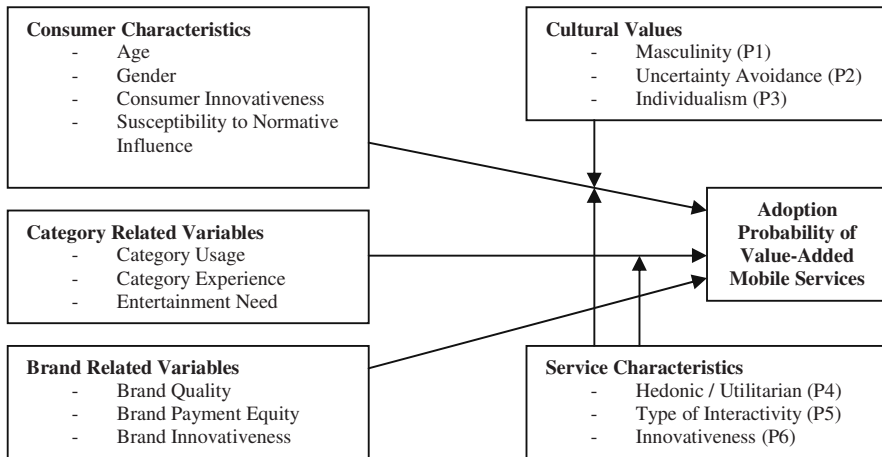 Consumer Characteristics
- Age
- Gender
- Consumer Innovativeness
- Susceptibility to Normative
Influence
Cultural Values
- Masculinity (P1)
- Uncertainty Avoidance (P2)
- Individualism (P3)
Category Related Variables
- Category Usage
- Category Experience
- Entertainment Need
Adoption
Probability of
Value-Added
Mobile Services
Brand Related Variables
- Brand Quality
- Brand Payment Equity
- Brand Innovativeness
Service Characteristics
- Hedonic / Utilitarian (P4)
- Type of Interactivity (P5)
- Innovativeness (P6)